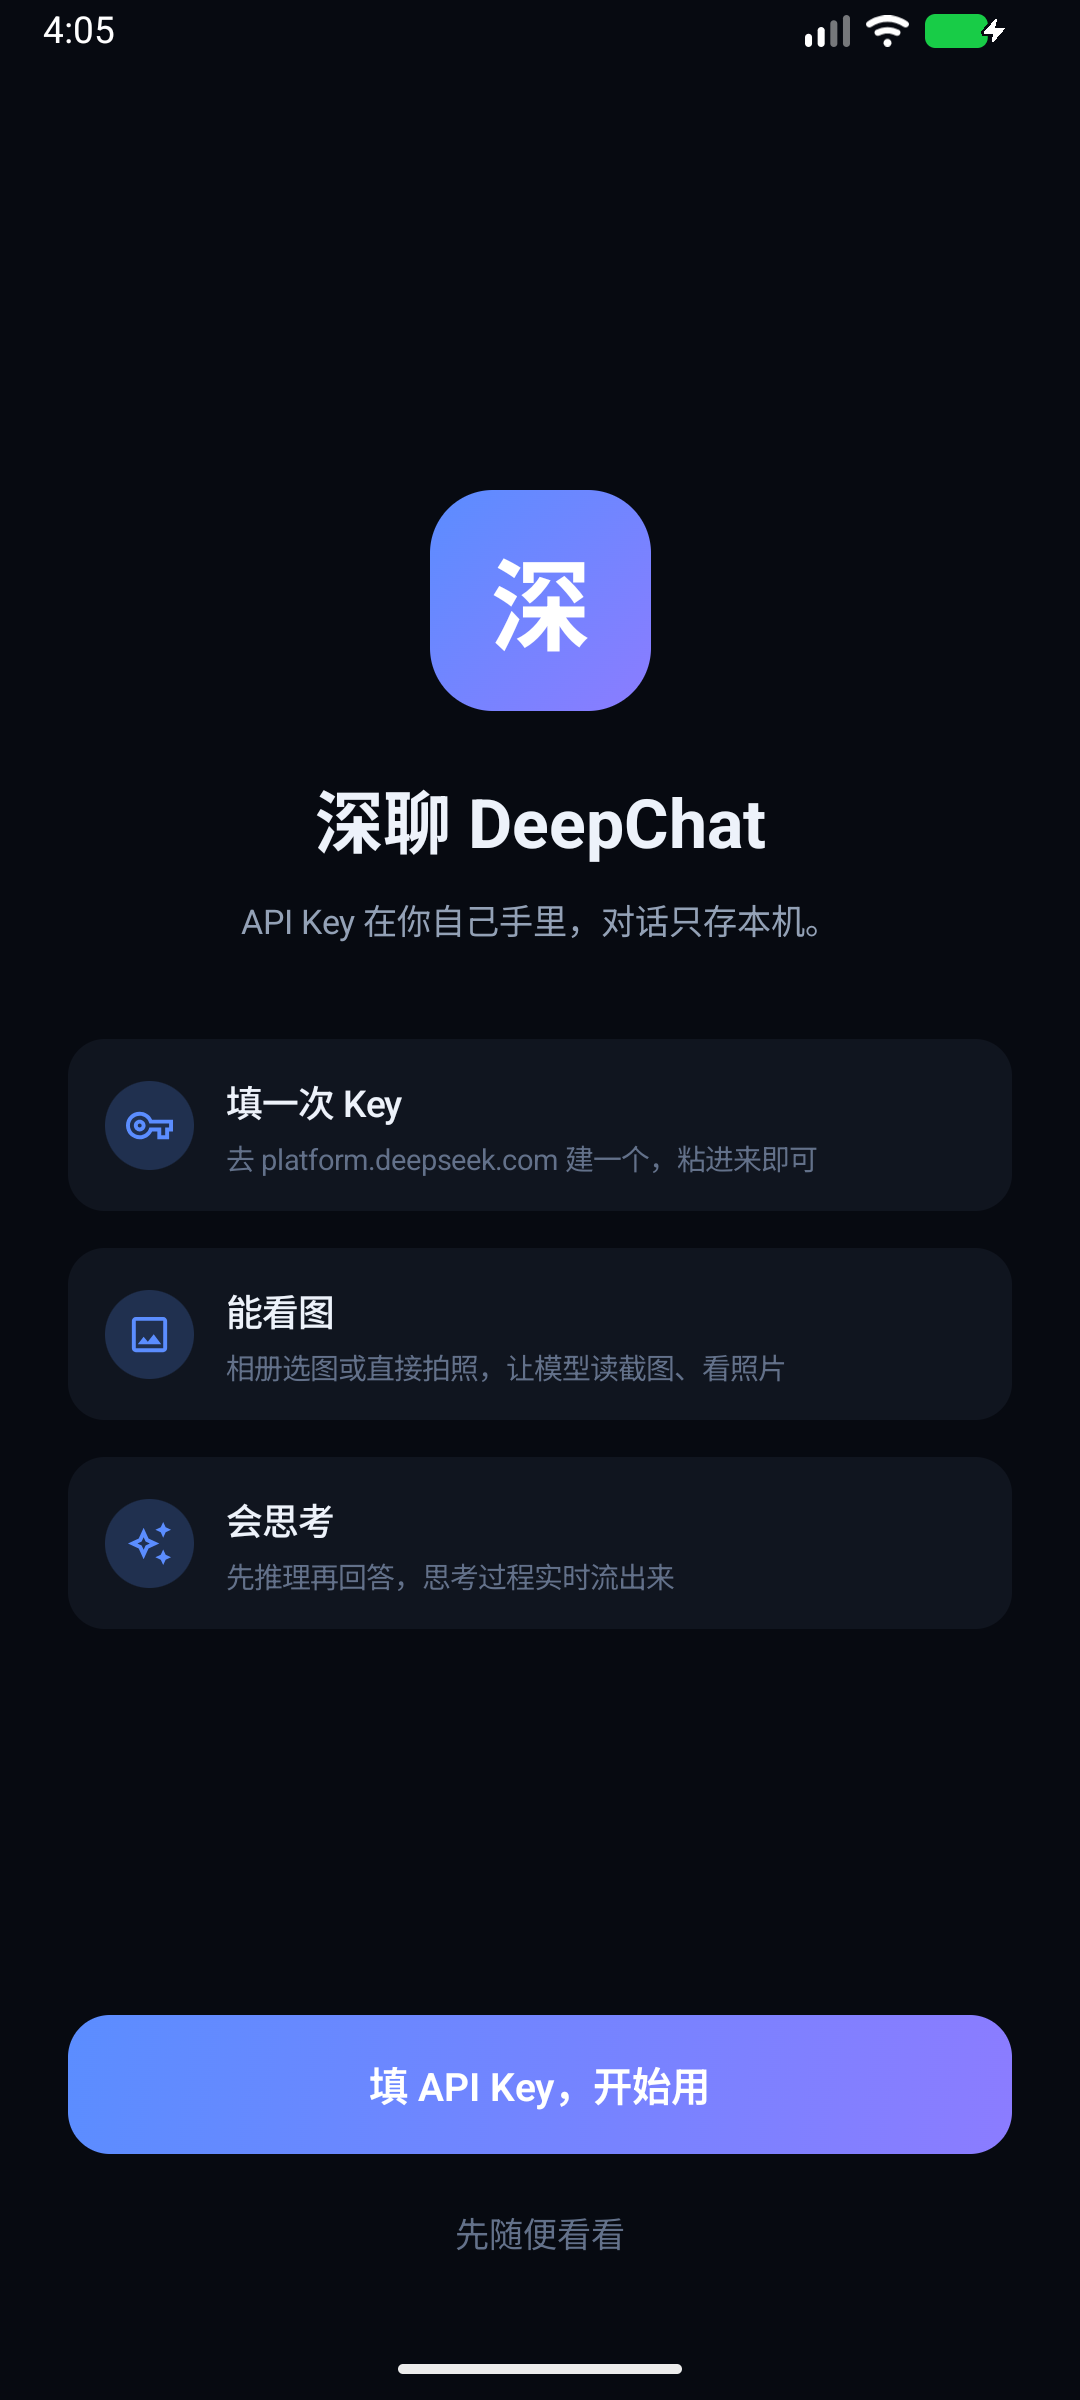 4:05
深
深聊 DeepChat
API Key 在你自己手里，对话只存本机。
填一次 Key
去 platform.deepseek.com 建一个，粘进来即可
能看图
相册选图或直接拍照，让模型读截图、看照片
会思考
先推理再回答，思考过程实时流出来
填 API Key，开始用
先随便看看